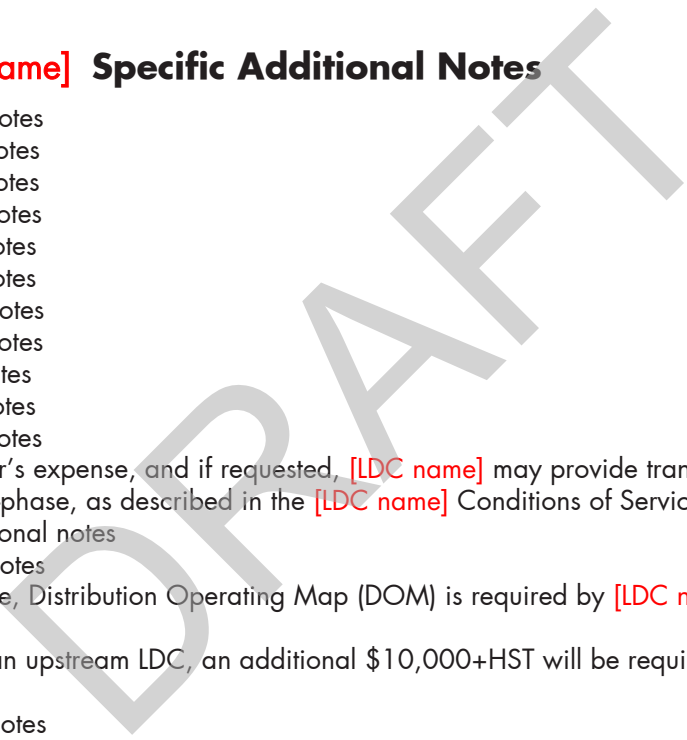 ame] Specific Additional Notes
otes
otes
otes
otes
otes
otes
otes
otes
tes
otes
otes
r's expense, and if requested, [LDC name] may provide tran
phase, as described in the [LDC name] Conditions of Servic
onal notes
otes
e, Distribution Operating Map (DOM) is required by [LDC n
an upstream LDC, an additional $10,000+HST will be requi
otes
DRAFT